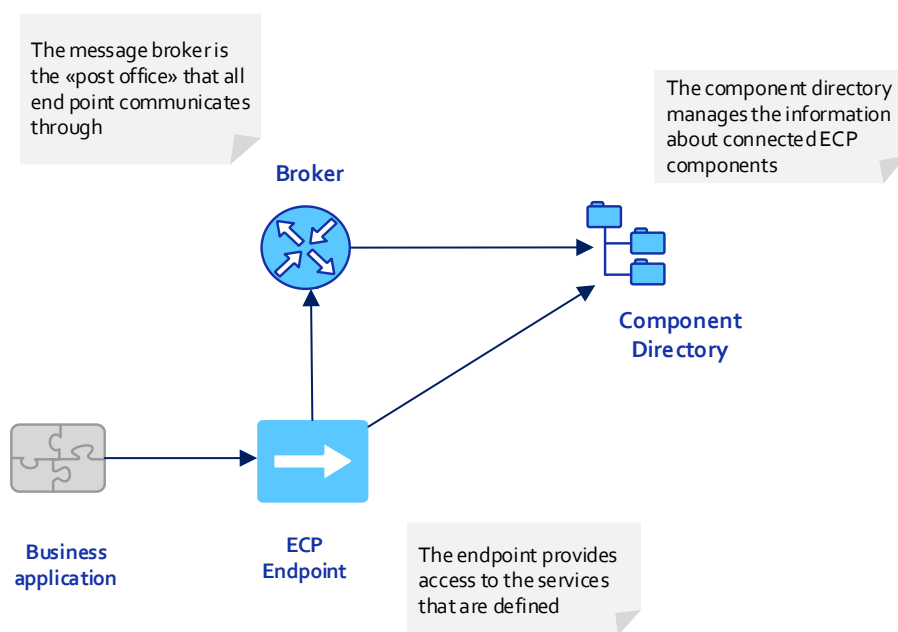 The message broker is
the «post office» that all
end point communicates
through
The component directory
manages the information
about connected ECP
components
Broker
Component
Directory
Business
application
ECP
Endpoint
The endpoint provides
access to the services
that are defined